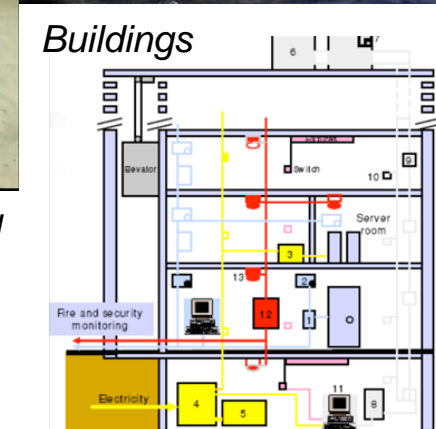 Buildings
6
7
Elevator
Switch
9
10
Server
room
3
13
2
12
1
Fire and security
monitoring
Electricity
4
5
11
8